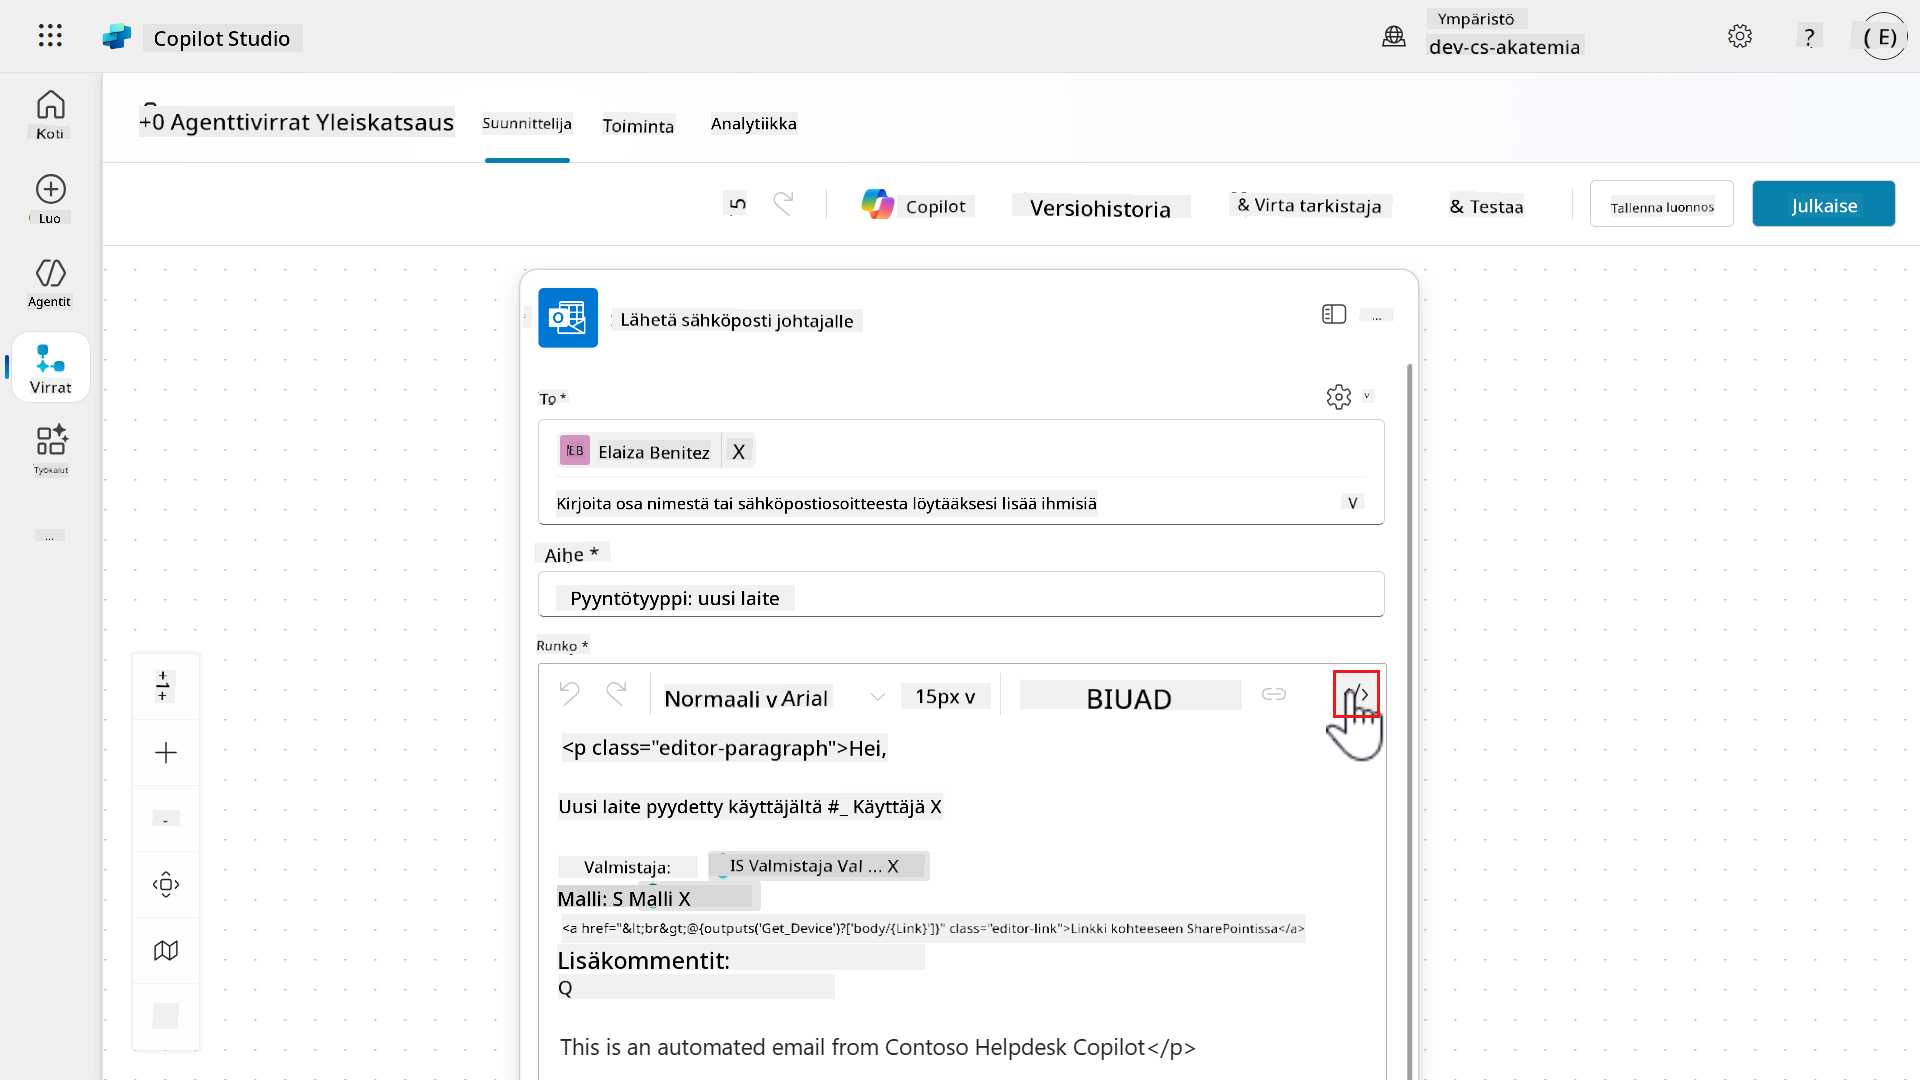 Copilot Studio
Ympäristö
dev-cs-akatemia
?
( E)
Koti
Luo
Agentit
Virrat
Työkalut
...
+0 Agenttivirrat Yleiskatsaus
Suunnittelija
Toiminta
Analytiikka
5
Copilot
Versiohistoria
& Virta tarkistaja
& Testaa
Tallenna luonnos
Julkaise
Lähetä sähköposti johtajalle
...
To *
EB Elaiza Benitez X
Kirjoita osa nimestä tai sähköpostiosoitteesta löytääksesi lisää ihmisiä V
Aihe *
Pyyntötyyppi: uusi laite
Runko *
Normaali v Arial 15px v BIUAD
<p class="editor-paragraph">Hei,
Uusi laite pyydetty käyttäjältä #_ Käyttäjä X
Valmistaja: IS Valmistaja Val ... X
Malli: S Malli X
<a href="&lt;br&gt;@{outputs('Get_Device')?['body/{Link}']}" class="editor-link">Linkki kohteeseen SharePointissa</a>
Lisäkommentit:
Q
This is an automated email from Contoso Helpdesk Copilot</p>